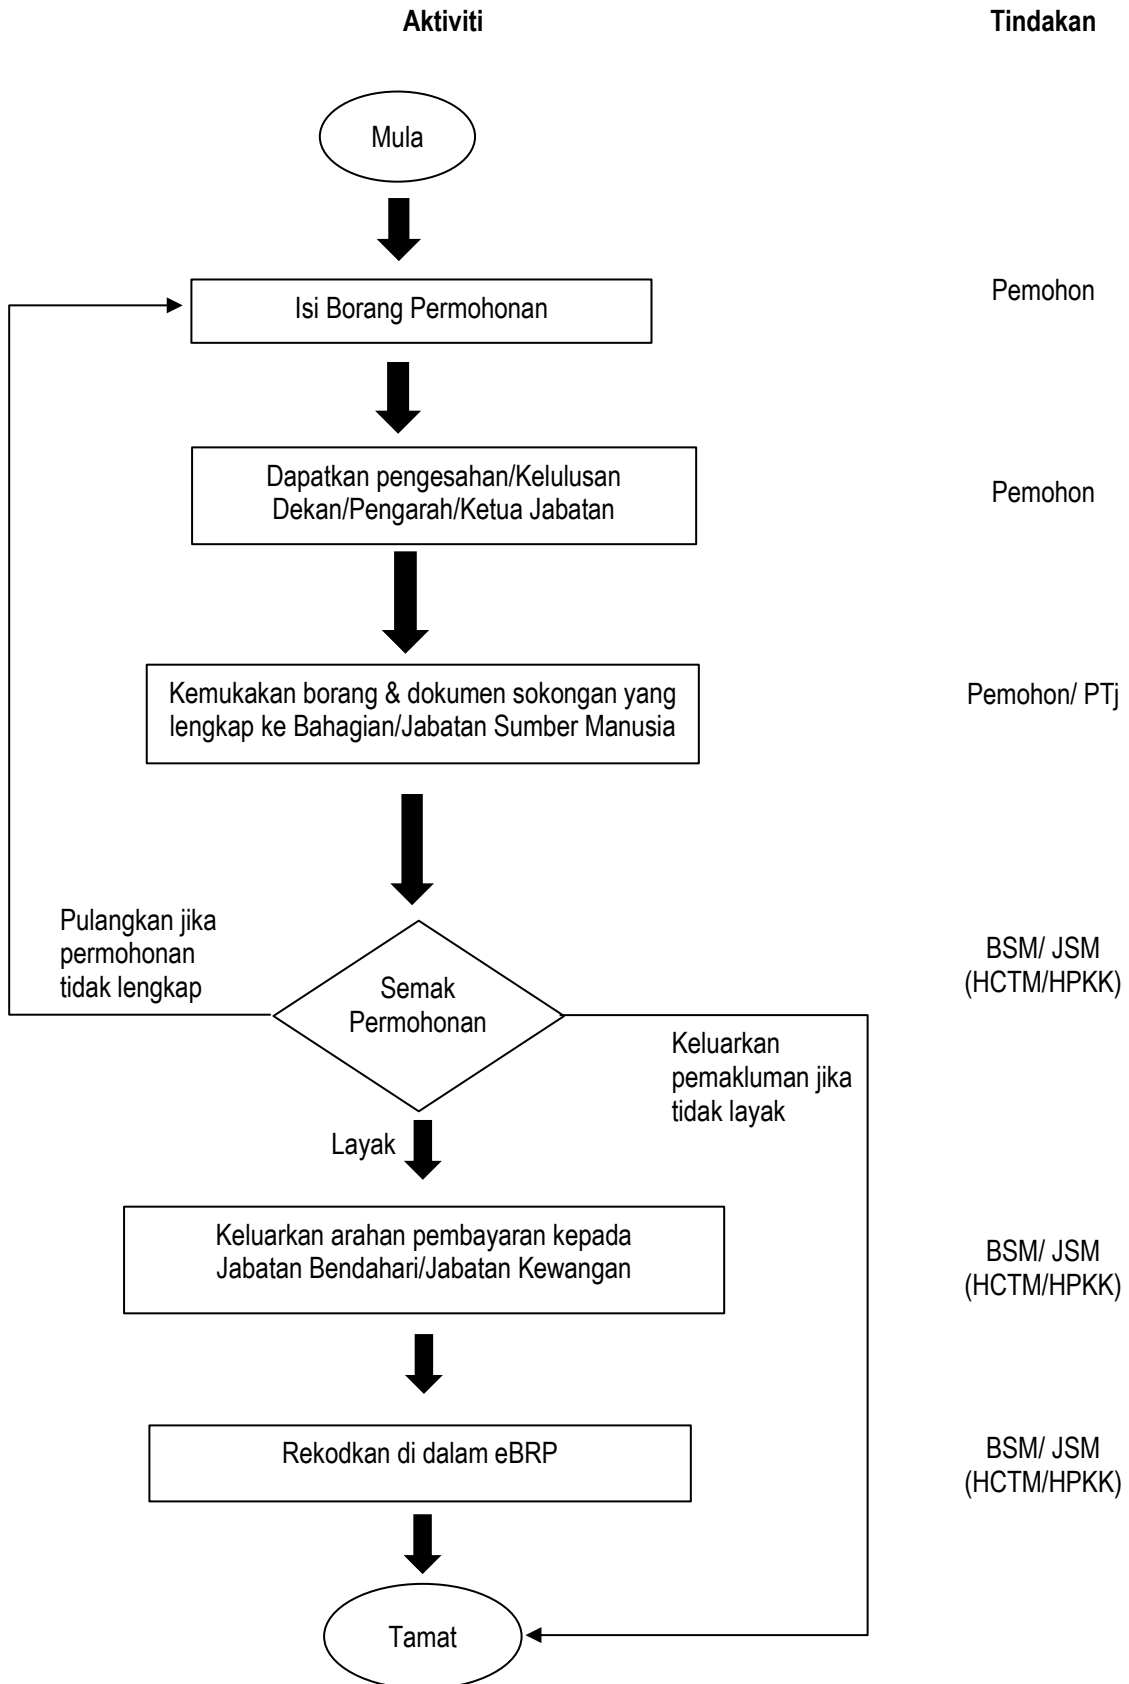 Aktiviti
Tindakan
Mula
Isi Borang Permohonan
Pemohon
Dapatkan pengesahan/Kelulusan
Dekan/Pengarah/Ketua Jabatan
Pemohon
Kemukakan borang & dokumen sokongan yang
lengkap ke Bahagian/Jabatan Sumber Manusia
Pemohon/ PTj
Pulangkan jika
permohonan
tidak lengkap
Semak
Permohonan
BSM/ JSM
(HCTM/HPKK)
Keluarkan
pemakluman jika
tidak layak
Layak
Keluarkan arahan pembayaran kepada
Jabatan Bendahari/Jabatan Kewangan
BSM/ JSM
(HCTM/HPKK)
Rekodkan di dalam eBRP
BSM/ JSM
(HCTM/HPKK)
Tamat